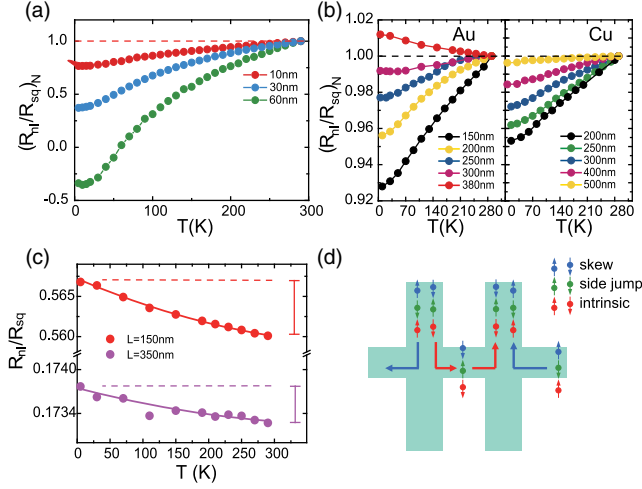 (a)
(R_nl/R_sq)_N
1.0
0.5
0.0
-0.5
0
100
200
300
T(K)
10nm
30nm
60nm
(b)
(R_nl/R_sq)_N
1.02
1.00
0.98
0.96
0.94
0.92
Au
150nm
200nm
250nm
300nm
380nm
0
70
140
210
280
T(K)
Cu
200nm
250nm
300nm
400nm
500nm
0
70
140
210
280
T(K)
(c)
R_nl/R_sq
0.565
0.560
0.1740
0.1734
L=150nm
L=350nm
0
50
100
150
200
250
300
T (K)
(d)
skew
side jump
intrinsic